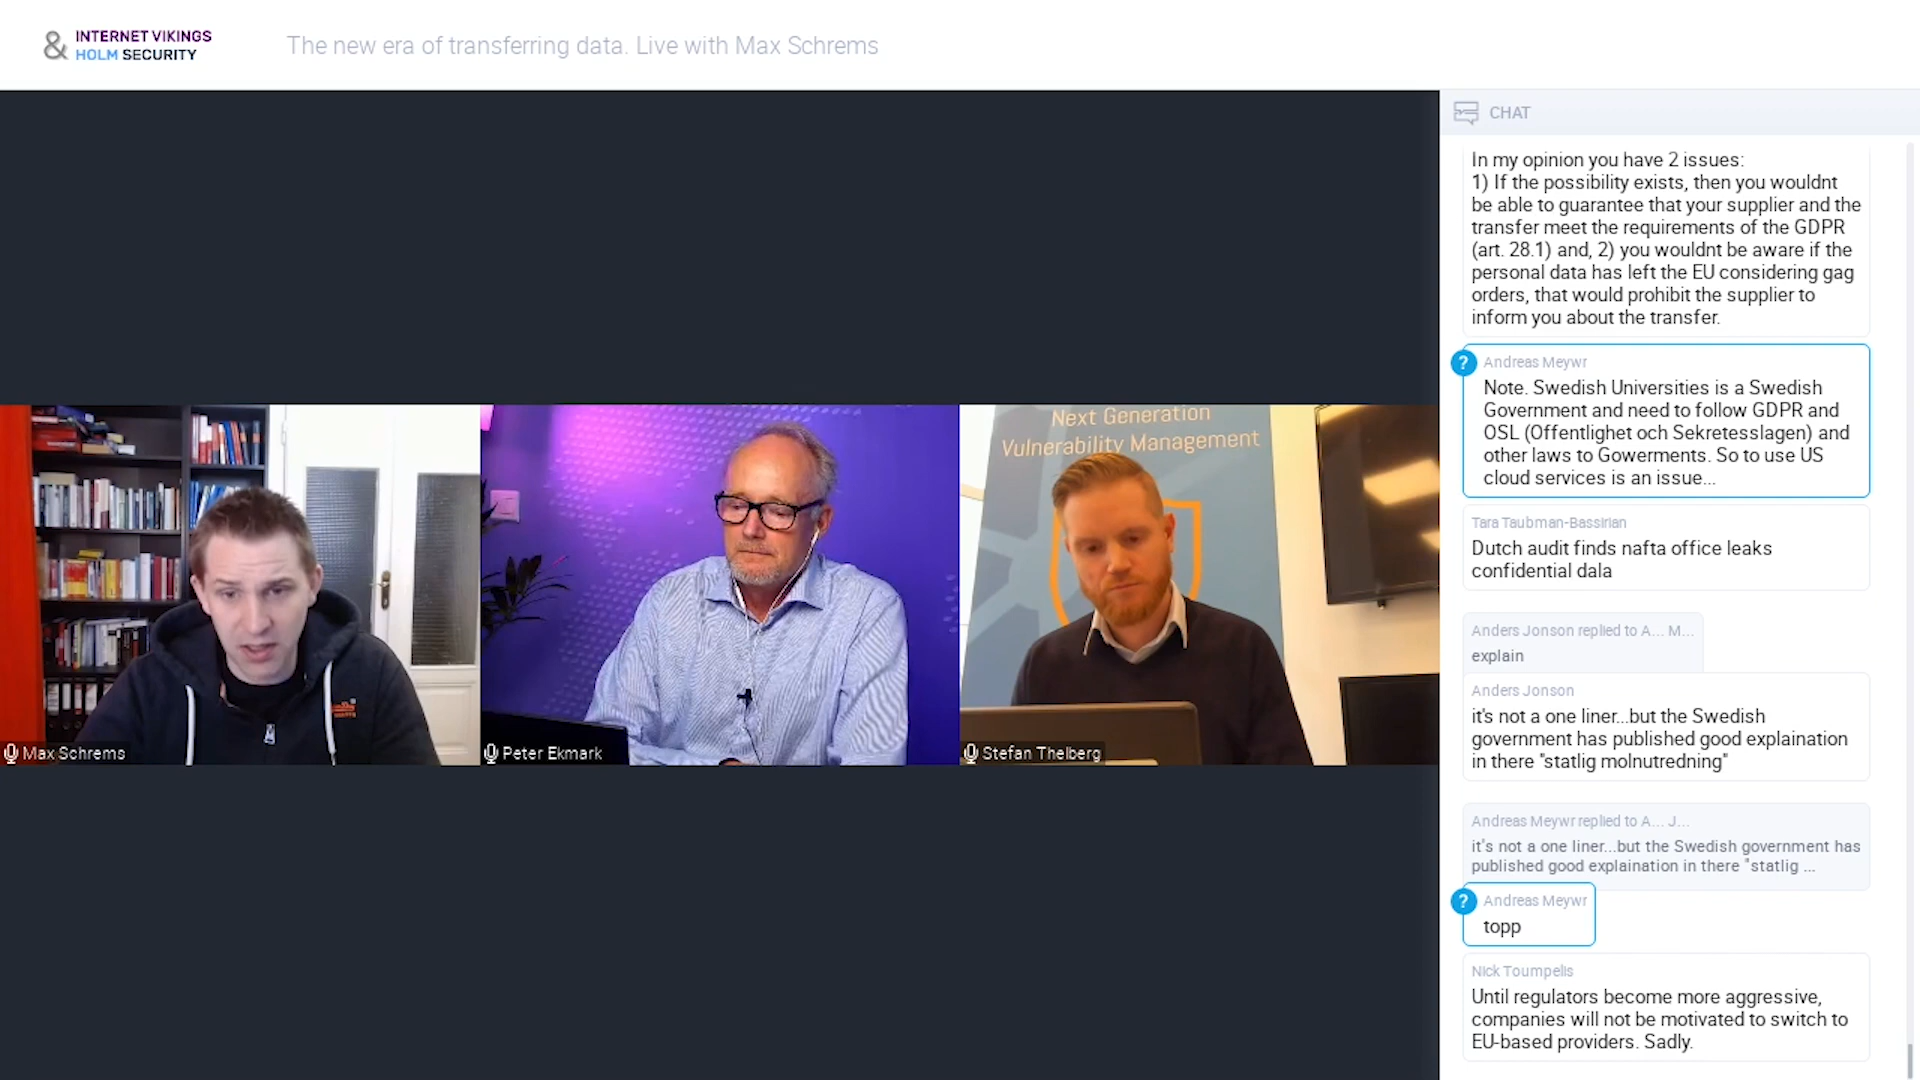 & INTERNET VIKINGS
HOLM SECURITY
The new era of transferring data. Live with Max Schrems
Next Generation
Vulnerability Management
Max Schrems
Peter Ekmark
Stefan Thelberg
CHAT
In my opinion you have 2 issues:
1) If the possibility exists, then you wouldnt
be able to guarantee that your supplier and the
transfer meet the requirements of the GDPR
(art. 28.1) and, 2) you wouldnt be aware if the
personal data has left the EU considering gag
orders, that would prohibit the supplier to
inform you about the transfer.
? Andreas Meywr
Note. Swedish Universities is a Swedish
Government and need to follow GDPR and
OSL (Offentlighet och Sekretesslagen) and
other laws to Gowerments. So to use US
cloud services is an issue...
Tara Taubman-Bassirian
Dutch audit finds nafta office leaks
confidential dala
Anders Jonson replied to A... M...
explain
Anders Jonson
it's not a one liner...but the Swedish
government has published good explaination
in there "statlig molnutredning"
Andreas Meywr replied to A... J...
it's not a one liner...but the Swedish government has
published good explaination in there "statlig ...
? Andreas Meywr
topp
Nick Toumpelis
Until regulators become more aggressive,
companies will not be motivated to switch to
EU-based providers. Sadly.